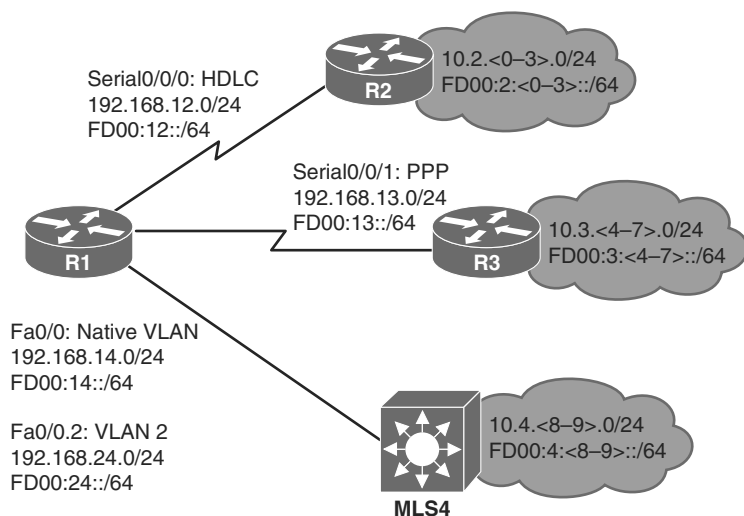 10.2.<0–3>.0/24
FD00:2:<0–3>::/64
R2
Serial0/0/0: HDLC
192.168.12.0/24
FD00:12::/64
Serial0/0/1: PPP
192.168.13.0/24
FD00:13::/64
10.3.<4–7>.0/24
FD00:3:<4–7>::/64
R3
R1
Fa0/0: Native VLAN
192.168.14.0/24
FD00:14::/64
Fa0/0.2: VLAN 2
192.168.24.0/24
FD00:24::/64
10.4.<8–9>.0/24
FD00:4:<8–9>::/64
MLS4